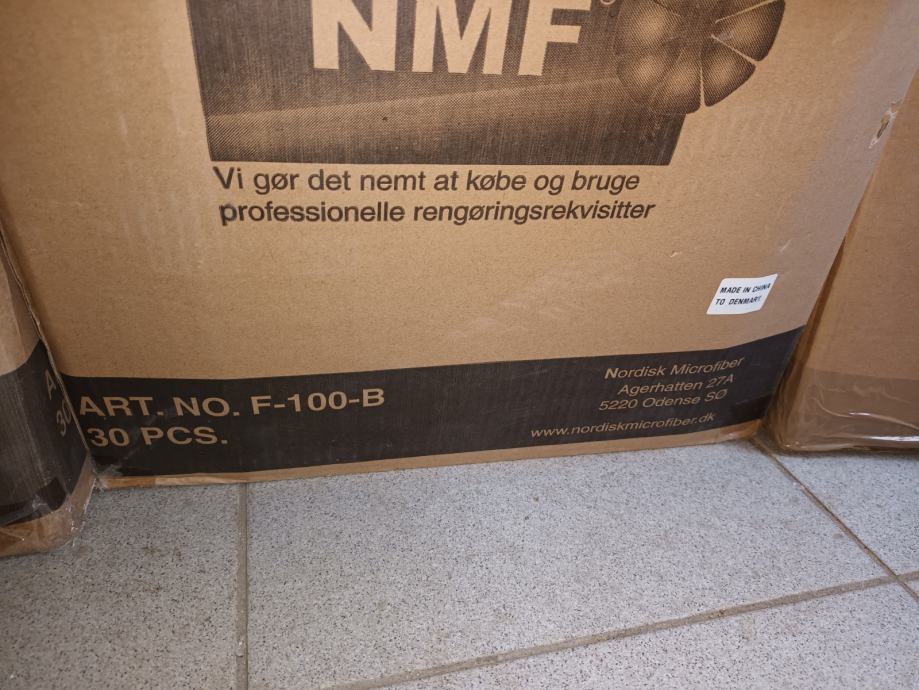 NMF®
Vi gør det nemt at købe og bruge
professionelle rengøringsrekvisitter
MADE IN CHINA
TO DENMARK
Nordisk Microfiber
Agerhatten 27A
5220 Odense SØ
www.nordiskmicrofiber.dk
ART. NO. F-100-B
30 PCS.
A
30